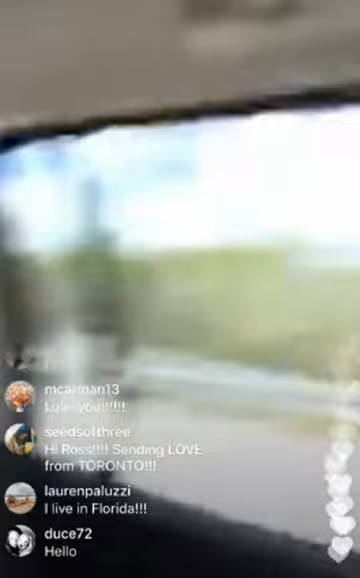 mcarman13
Love you!!!!!!
seedsofthree
Hi Ross!!!! Sending LOVE
from TORONTO!!!
laurenpaluzzi
I live in Florida!!!
duce72
Hello